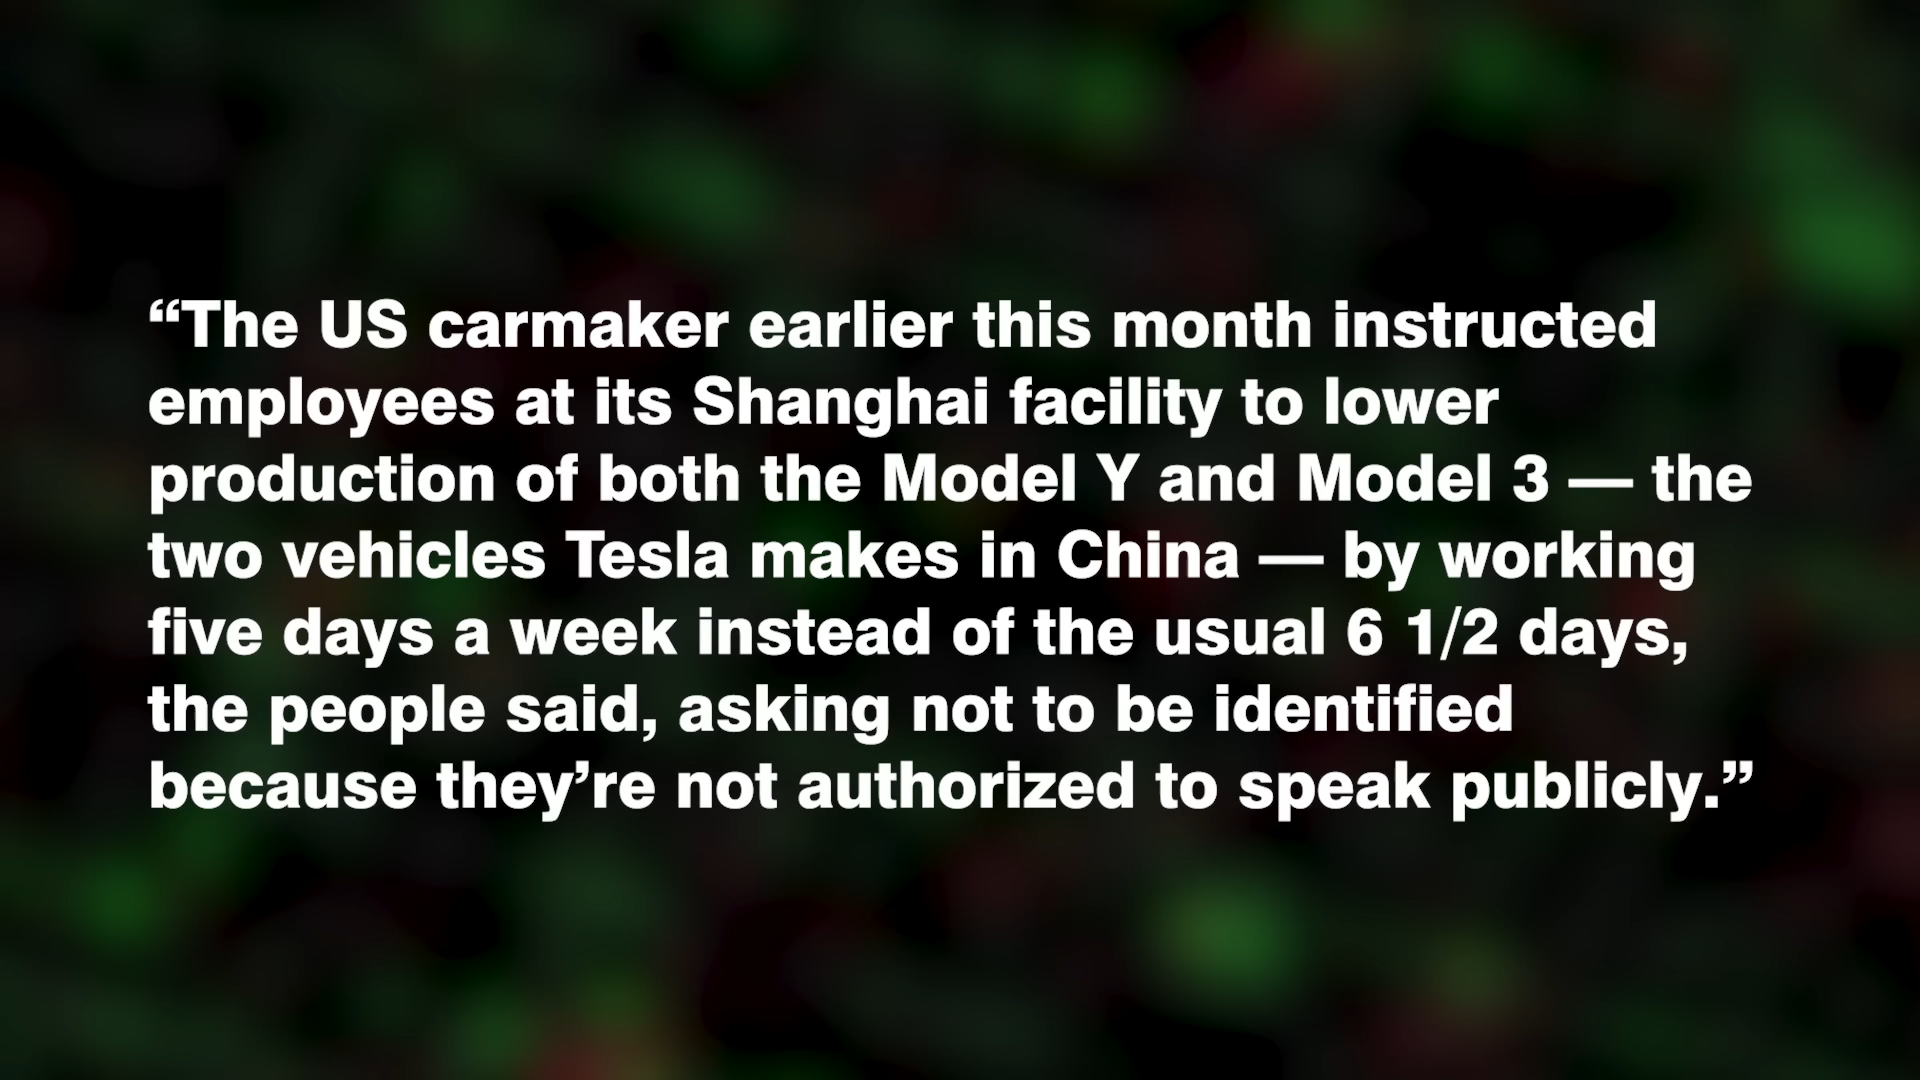 “The US carmaker earlier this month instructed
employees at its Shanghai facility to lower
production of both the Model Y and Model 3 — the
two vehicles Tesla makes in China — by working
five days a week instead of the usual 6 1/2 days,
the people said, asking not to be identified
because they’re not authorized to speak publicly.”